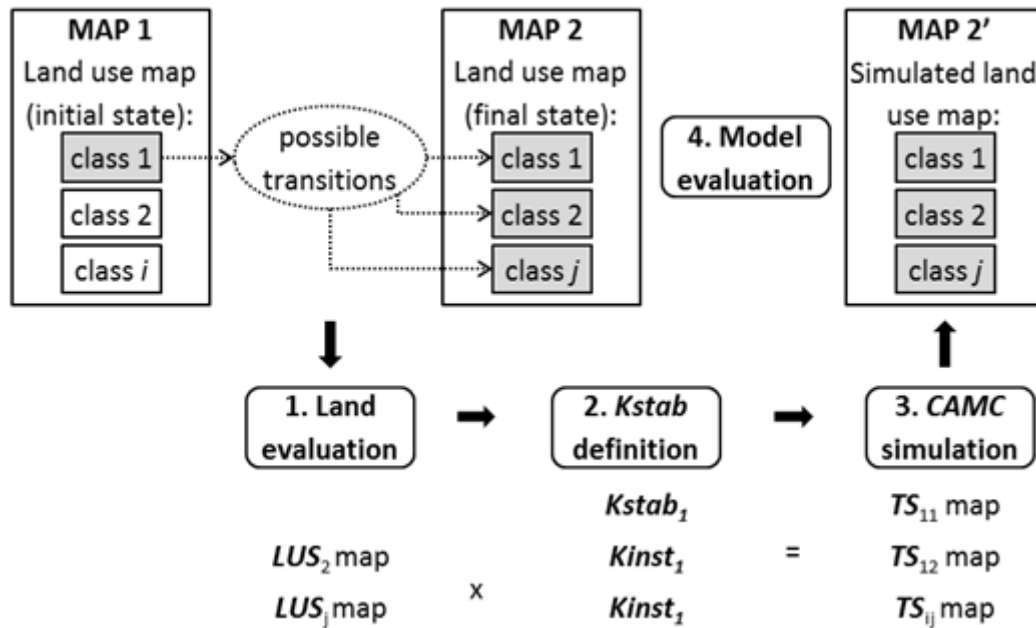 MAP 1
Land use map
(initial state):
class 1
class 2
class i
possible
transitions
MAP 2
Land use map
(final state):
class 1
class 2
class j
4. Model
evaluation
MAP 2’
Simulated land
use map:
class 1
class 2
class j
1. Land
evaluation
2. Kstab
definition
3. CAMC
simulation
Kstab₁
TS₁₁ map
LUS₂ map
Kinst₁
=
TS₁₂ map
LUSⱼ map
x
Kinst₁
TSᵢⱼ map